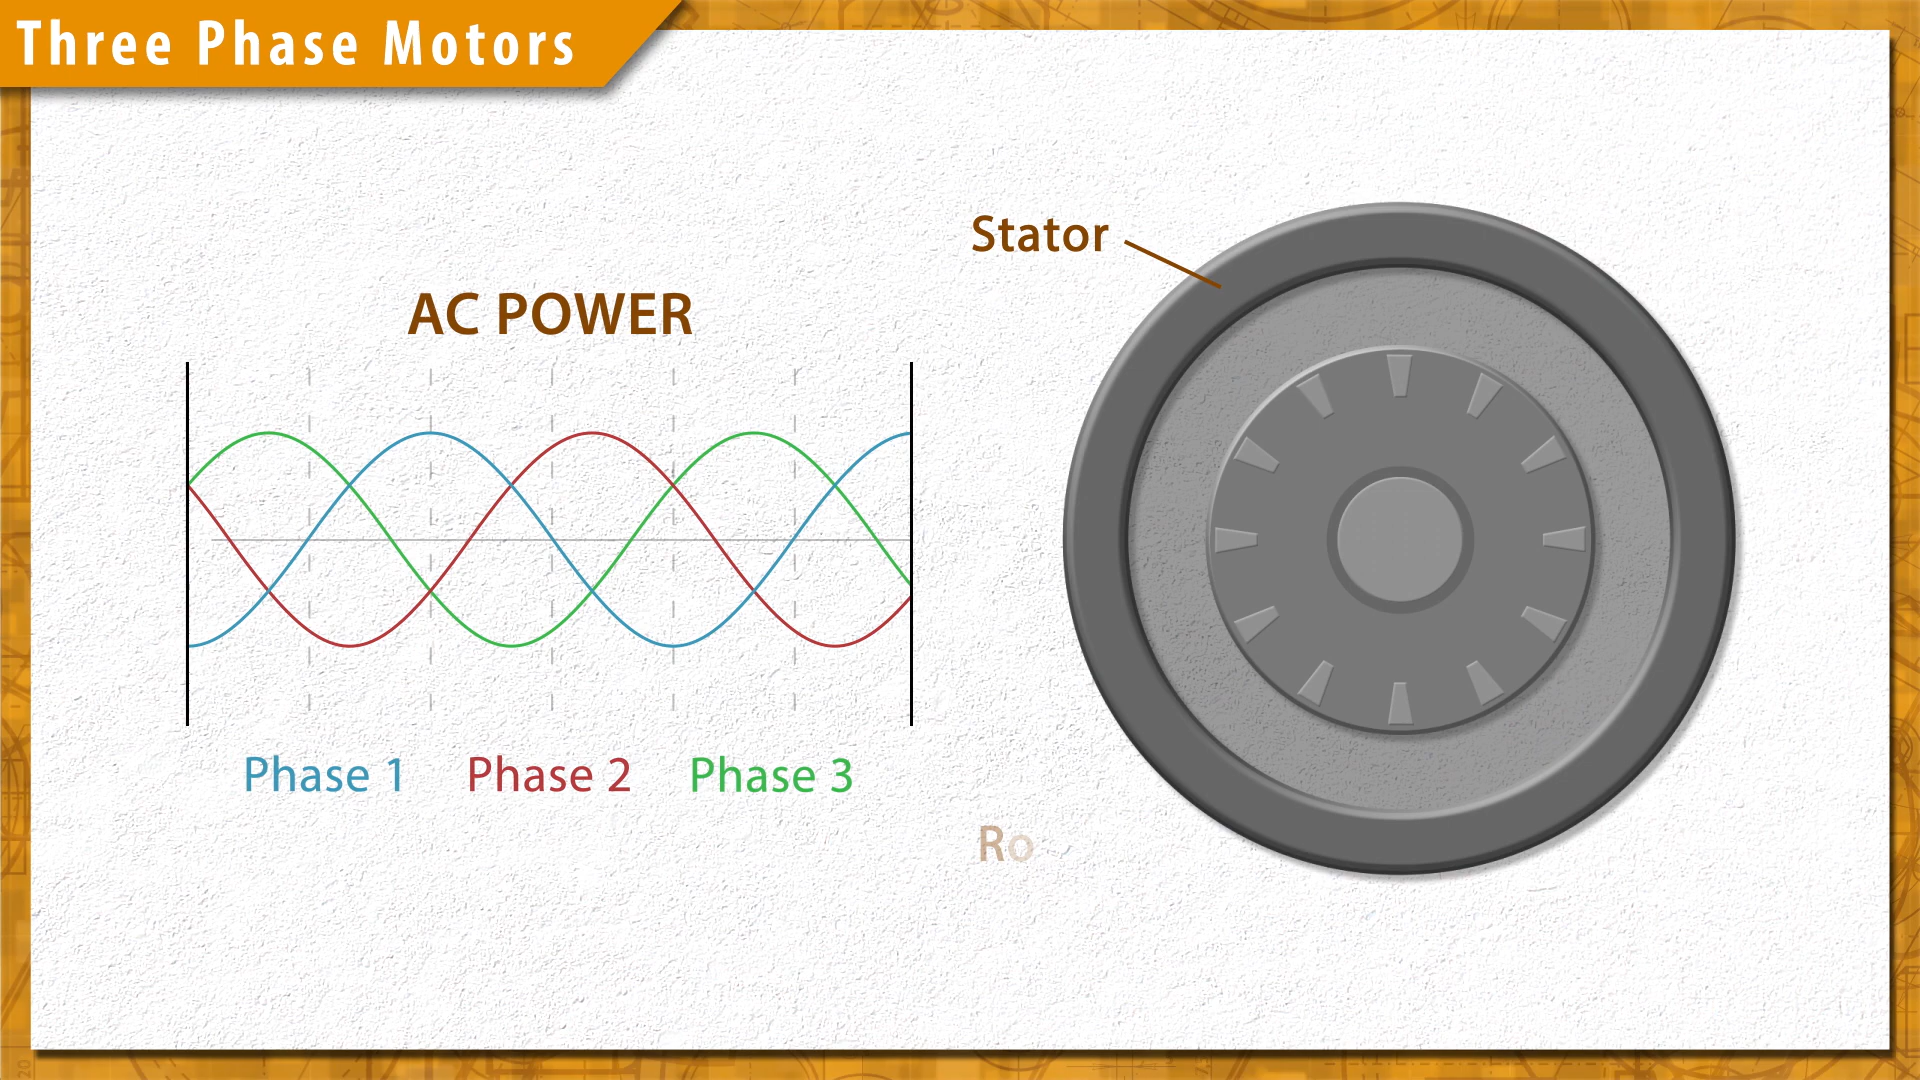 Three Phase Motors
Stator
AC POWER
Phase 1 Phase 2 Phase 3
Ro